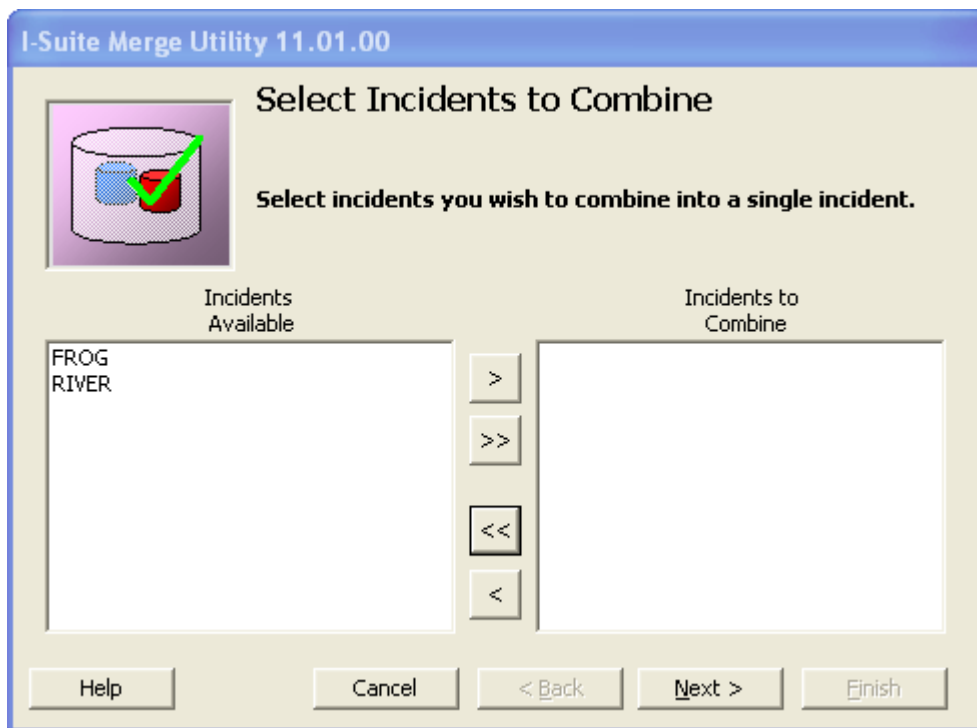 I-Suite Merge Utility 11.01.00
Select Incidents to Combine
Select incidents you wish to combine into a single incident.
Incidents
Available
Incidents to
Combine
FROG
RIVER
>
>>
<<
<
Help
Cancel
< Back
Next >
Finish